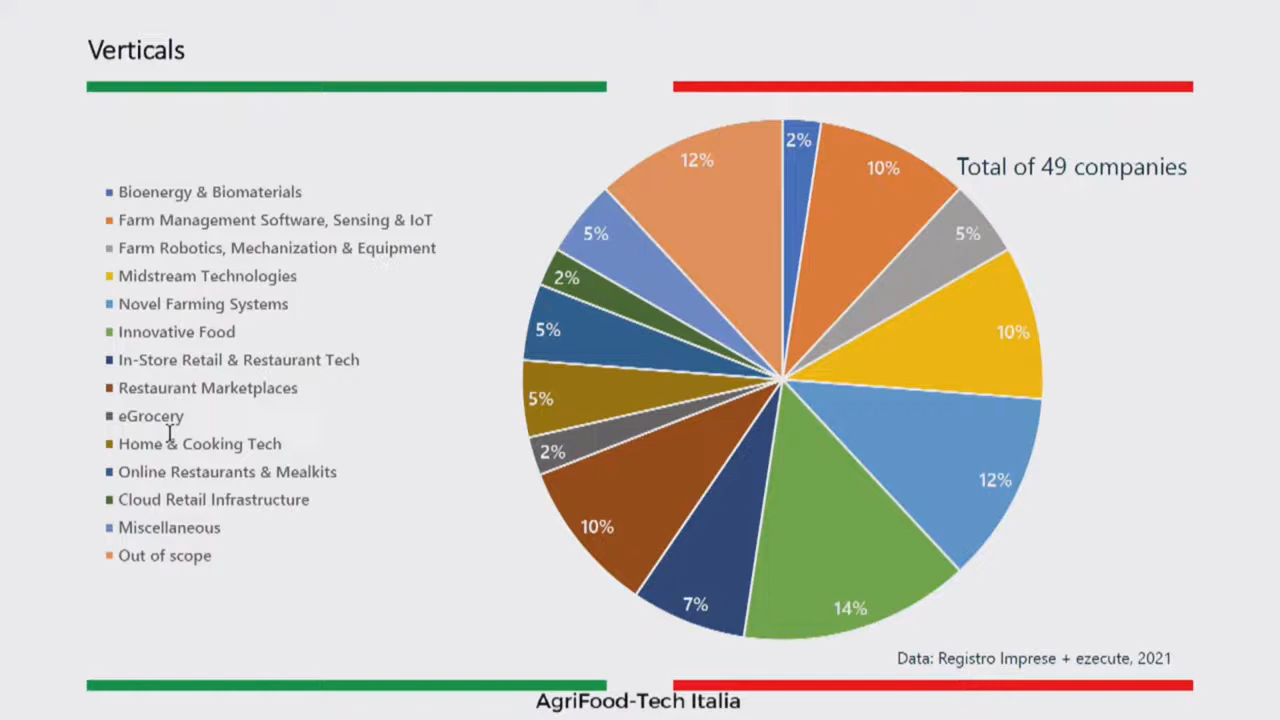 Verticals
Total of 49 companies
Bioenergy & Biomaterials
Farm Management Software, Sensing & IoT
Farm Robotics, Mechanization & Equipment
Midstream Technologies
Novel Farming Systems
Innovative Food
In-Store Retail & Restaurant Tech
Restaurant Marketplaces
eGrocery
Home & Cooking Tech
Online Restaurants & Mealkits
Cloud Retail Infrastructure
Miscellaneous
Out of scope
2%
10%
5%
10%
12%
14%
7%
10%
2%
5%
5%
2%
5%
12%
Data: Registro Imprese + ezecute, 2021
AgriFood-Tech Italia